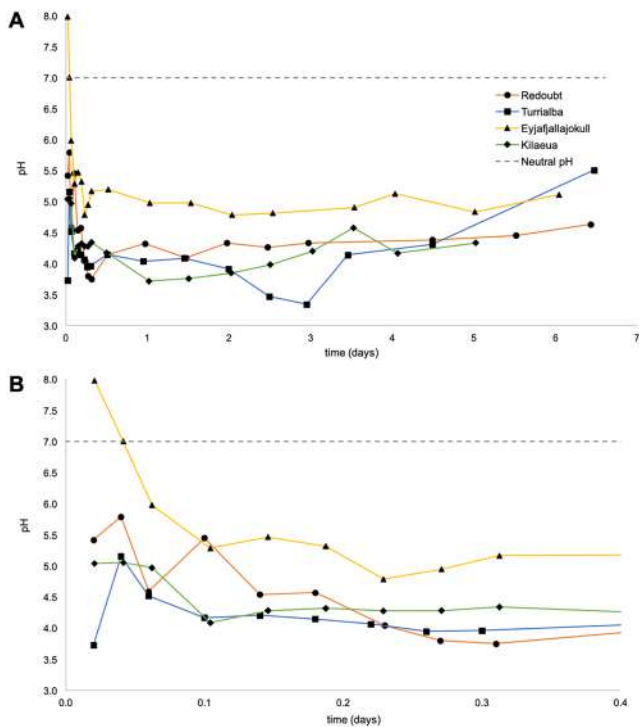 A
8.0
7.5
7.0
6.5
6.0
5.5
5.0
4.5
4.0
3.5
3.0
pH
Redoubt
Turrialba
Eyjafjallajokull
Kilaeua
Neutral pH
0 1 2 3 4 5 6 7
time (days)
B
8.0
7.5
7.0
6.5
6.0
5.5
5.0
4.5
4.0
3.5
3.0
pH
0.0 0.1 0.2 0.3 0.4
time (days)